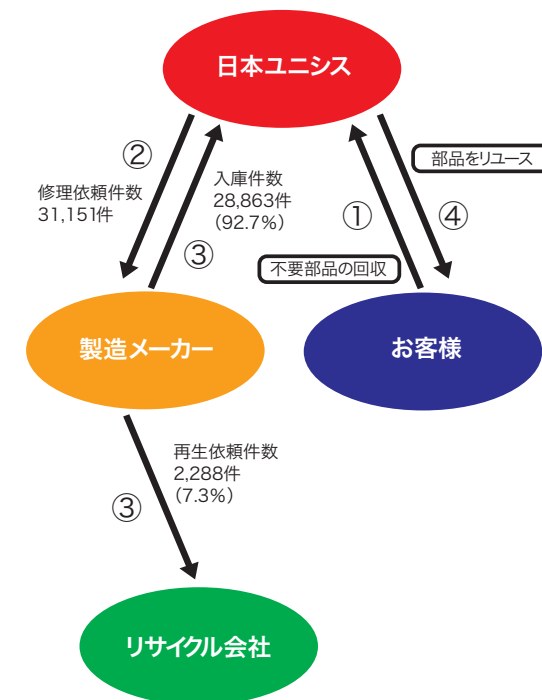 日本ユニシス
②
修理依頼件数
31,151件
入庫件数
28,863件
(92.7%)
③
①
④
部品をリユース
不要部品の回収
製造メーカー
お客様
再生依頼件数
2,288件
(7.3%)
③
リサイクル会社